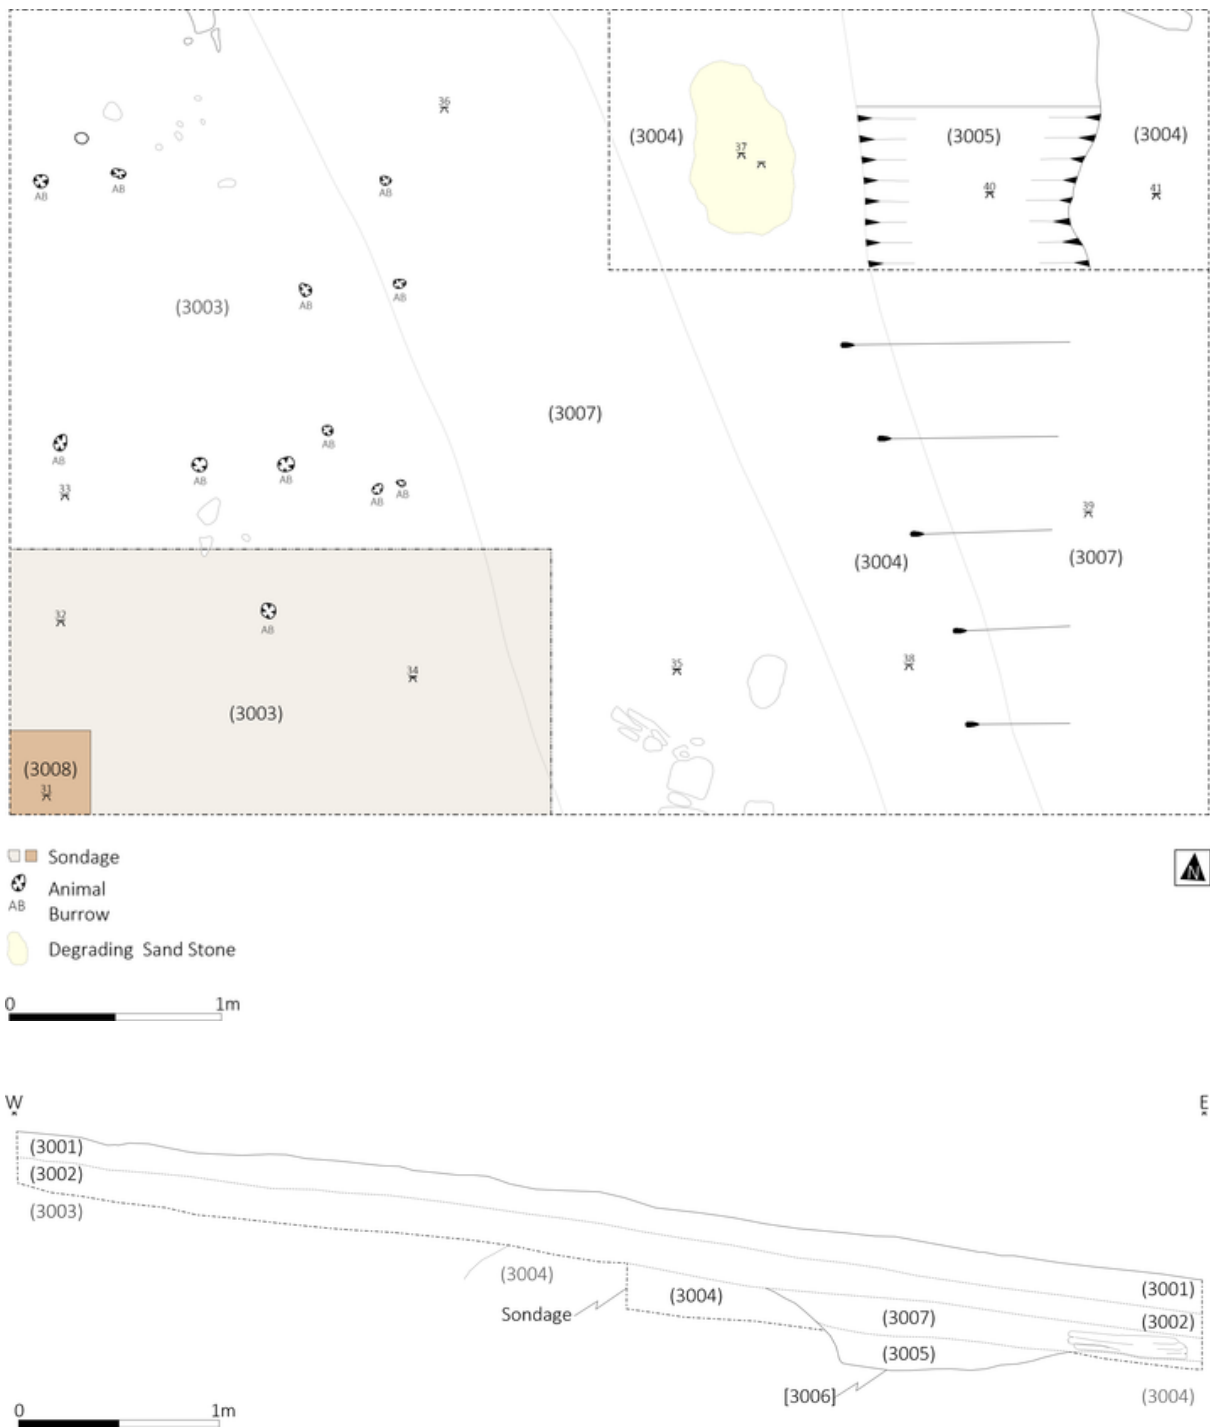 36
(3004)
37
(3005)
(3004)
40
41
AB
AB
AB
(3003)
AB
AB
(3007)
AB
AB
AB
AB
AB
AB
33
39
(3004)
(3007)
32
AB
34
35
38
(3003)
(3008)
31
Sondage
Animal
AB
Burrow
Degrading Sand Stone
N
0
1m
W
E
(3001)
(3002)
(3003)
(3004)
(3004)
Sondage
(3001)
(3007)
(3002)
(3005)
[3006]
(3004)
0
1m